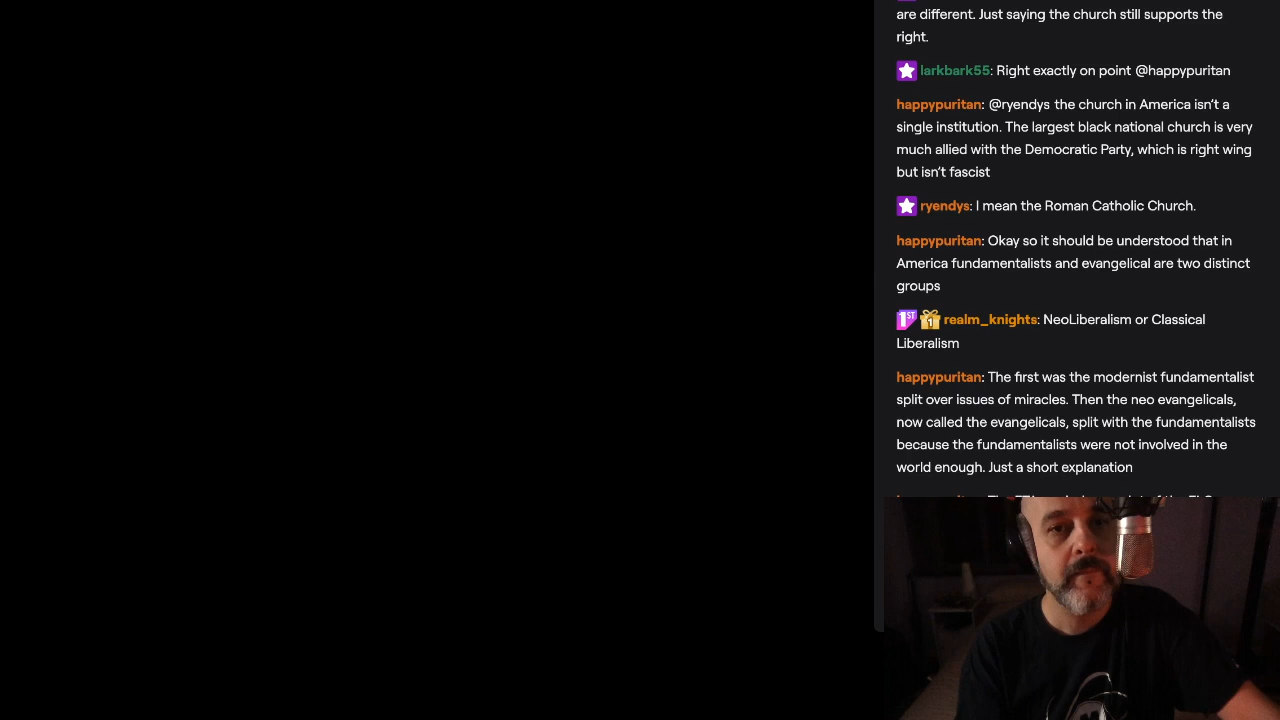 are different. Just saying the church still supports the
right.
larkbark55: Right exactly on point @happypuritan
happypuritan: @ryendys the church in America isn’t a
single institution. The largest black national church is very
much allied with the Democratic Party, which is right wing
but isn’t fascist
ryendys: I mean the Roman Catholic Church.
happypuritan: Okay so it should be understood that in
America fundamentalists and evangelical are two distinct
groups
1ST 1 realm_knights: NeoLiberalism or Classical
Liberalism
happypuritan: The first was the modernist fundamentalist
split over issues of miracles. Then the neo evangelicals,
now called the evangelicals, split with the fundamentalists
because the fundamentalists were not involved in the
world enough. Just a short explanation